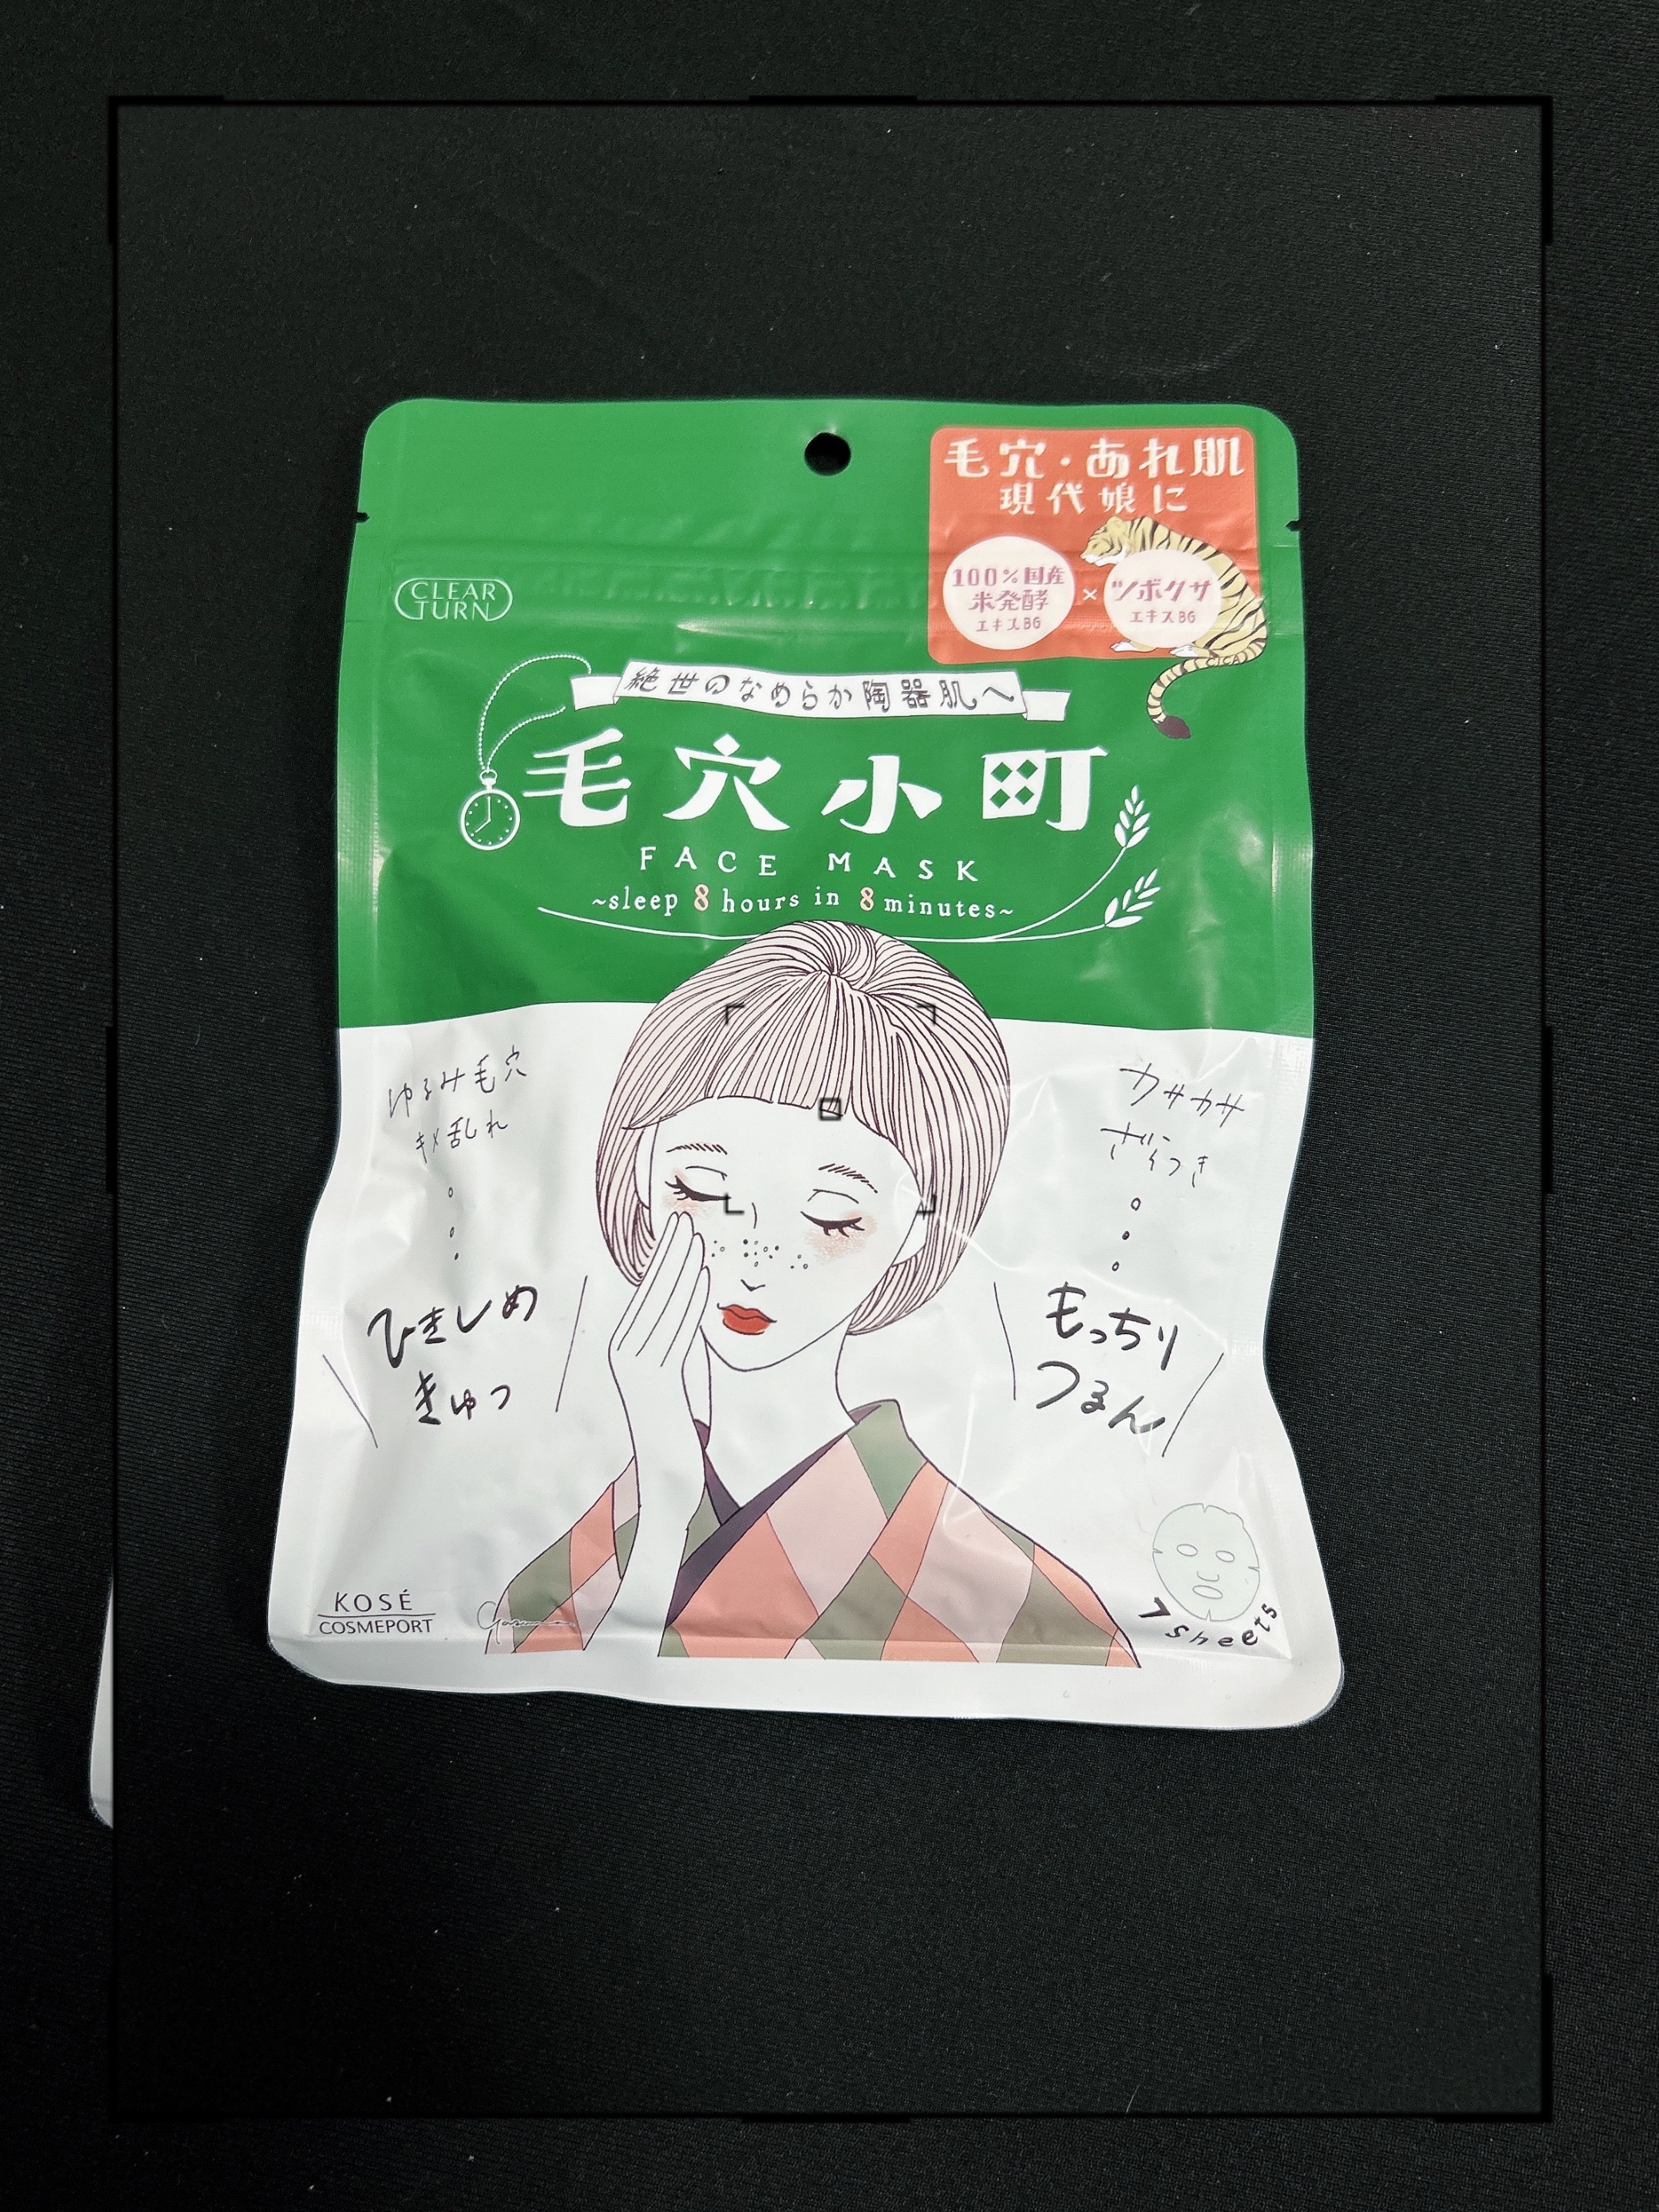 毛穴・あれ肌
現代娘に
100%国産
米発酵
エキスBG
×
ツボクサ
エキスBG
CICA
CLEAR
TURN
絶世のなめらか陶器肌へ
毛穴小町
FACE MASK
~sleep 8 hours in 8 minutes~
ゆるみ毛穴
キメ乱れ
ひきしめ
きゅっ
カサカサ
ざらつき
もっちり
つるん
KOSÉ
COSMEPORT
7 sheets